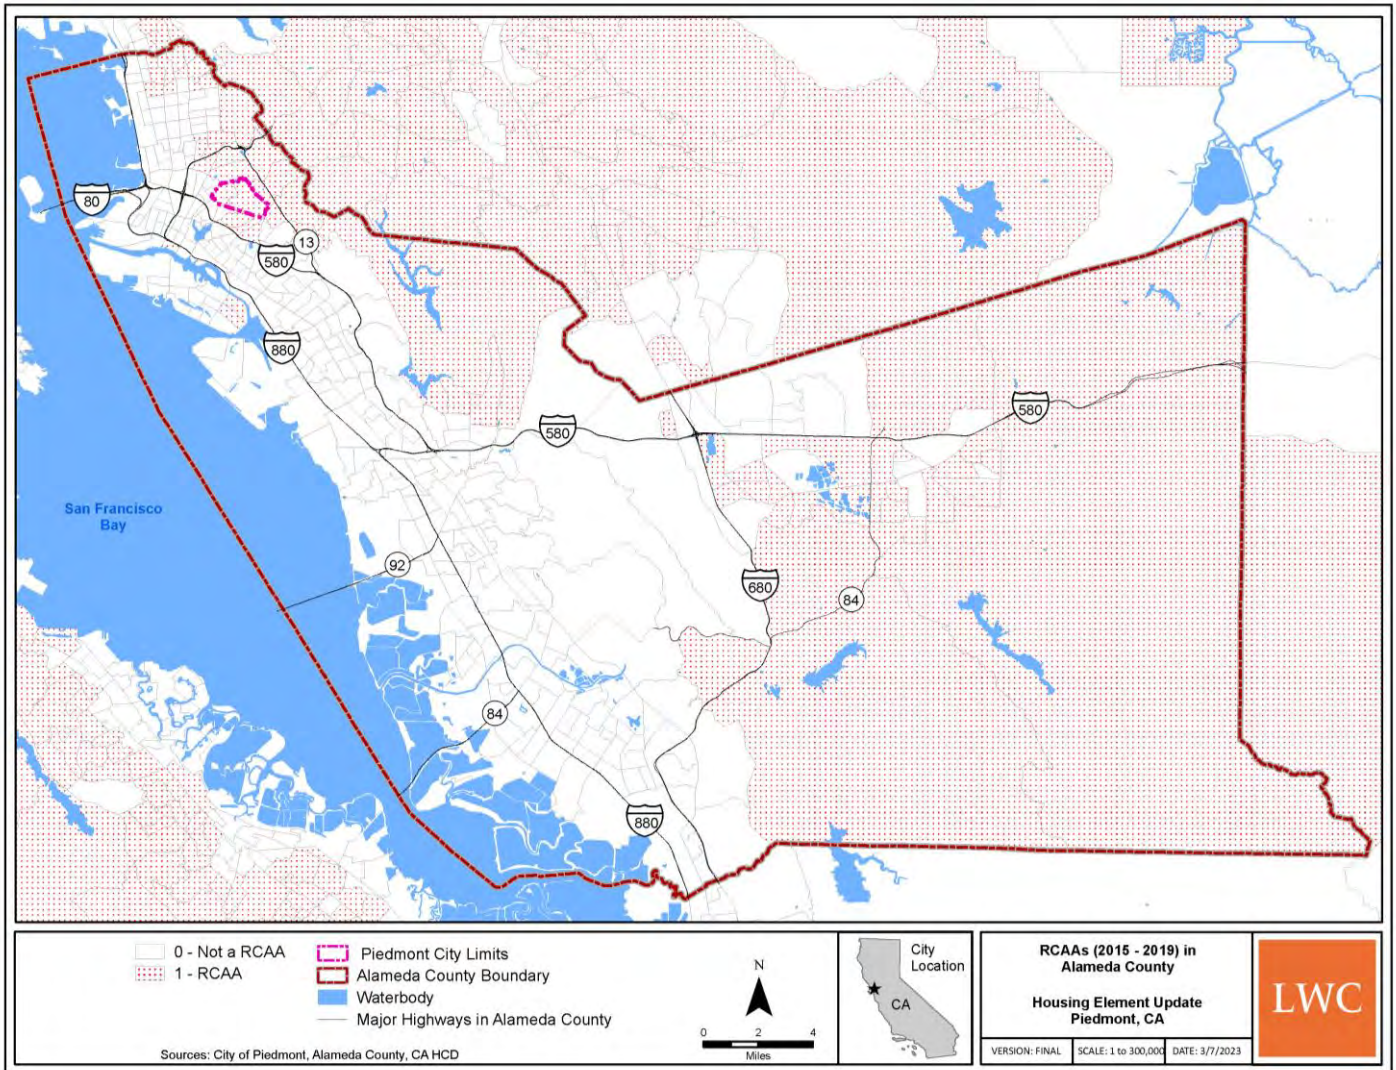 80
13
580
880
580
580
San Francisco
Bay
92
680
84
84
880
0 - Not a RCAA
1 - RCAA
Piedmont City Limits
Alameda County Boundary
Waterbody
Major Highways in Alameda County
Sources: City of Piedmont, Alameda County, CA HCD
N
0 2 4
Miles
City
Location
CA
RCAAs (2015 - 2019) in
Alameda County
Housing Element Update
Piedmont, CA
VERSION: FINAL SCALE: 1 to 300,000 DATE: 3/7/2023
LWC